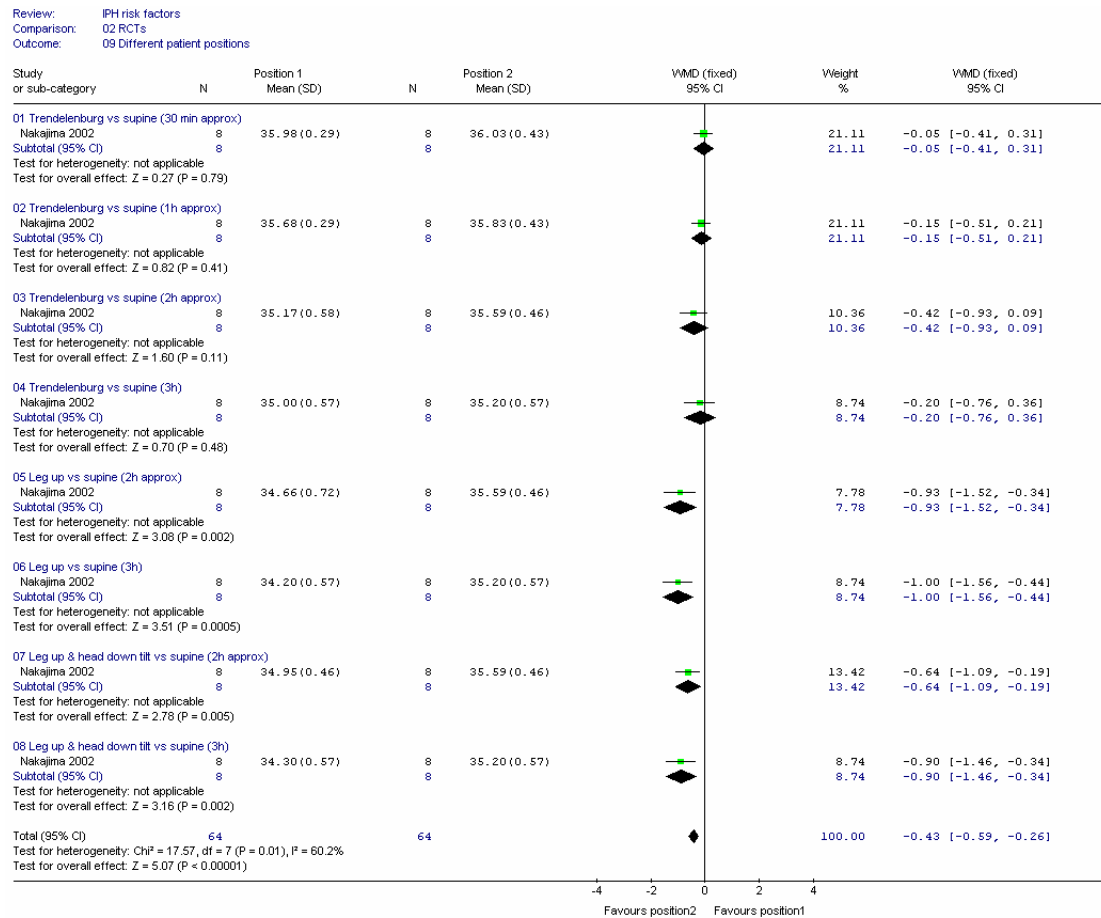 Review: IPH risk factors
Comparison: 02 RCTs
Outcome: 09 Different patient positions
Study Position 1 Position 2 WMD (fixed) Weight WMD (fixed)
or sub-category N Mean (SD) N Mean (SD) 95% CI % 95% CI
01 Trendelenburg vs supine (30 min approx)
Nakajima 2002 8 35.98(0.29) 8 36.03(0.43) 21.11 -0.05 [-0.41, 0.31]
Subtotal (95% CI) 8 8 21.11 -0.05 [-0.41, 0.31]
Test for heterogeneity: not applicable
Test for overall effect: Z = 0.27 (P = 0.79)
02 Trendelenburg vs supine (1h approx)
Nakajima 2002 8 35.68(0.29) 8 35.83(0.43) 21.11 -0.15 [-0.51, 0.21]
Subtotal (95% CI) 8 8 21.11 -0.15 [-0.51, 0.21]
Test for heterogeneity: not applicable
Test for overall effect: Z = 0.82 (P = 0.41)
03 Trendelenburg vs supine (2h approx)
Nakajima 2002 8 35.17(0.58) 8 35.59(0.46) 10.36 -0.42 [-0.93, 0.09]
Subtotal (95% CI) 8 8 10.36 -0.42 [-0.93, 0.09]
Test for heterogeneity: not applicable
Test for overall effect: Z = 1.60 (P = 0.11)
04 Trendelenburg vs supine (3h)
Nakajima 2002 8 35.00(0.57) 8 35.20(0.57) 8.74 -0.20 [-0.76, 0.36]
Subtotal (95% CI) 8 8 8.74 -0.20 [-0.76, 0.36]
Test for heterogeneity: not applicable
Test for overall effect: Z = 0.70 (P = 0.48)
05 Leg up vs supine (2h approx)
Nakajima 2002 8 34.66(0.72) 8 35.59(0.46) 7.78 -0.93 [-1.52, -0.34]
Subtotal (95% CI) 8 8 7.78 -0.93 [-1.52, -0.34]
Test for heterogeneity: not applicable
Test for overall effect: Z = 3.08 (P = 0.002)
06 Leg up vs supine (3h)
Nakajima 2002 8 34.20(0.57) 8 35.20(0.57) 8.74 -1.00 [-1.56, -0.44]
Subtotal (95% CI) 8 8 8.74 -1.00 [-1.56, -0.44]
Test for heterogeneity: not applicable
Test for overall effect: Z = 3.51 (P = 0.0005)
07 Leg up & head down tilt vs supine (2h approx)
Nakajima 2002 8 34.95(0.46) 8 35.59(0.46) 13.42 -0.64 [-1.09, -0.19]
Subtotal (95% CI) 8 8 13.42 -0.64 [-1.09, -0.19]
Test for heterogeneity: not applicable
Test for overall effect: Z = 2.78 (P = 0.005)
08 Leg up & head down tilt vs supine (3h)
Nakajima 2002 8 34.30(0.57) 8 35.20(0.57) 8.74 -0.90 [-1.46, -0.34]
Subtotal (95% CI) 8 8 8.74 -0.90 [-1.46, -0.34]
Test for heterogeneity: not applicable
Test for overall effect: Z = 3.16 (P = 0.002)
Total (95% CI) 64 64 100.00 -0.43 [-0.59, -0.26]
Test for heterogeneity: Chi² = 17.57, df = 7 (P = 0.01), I² = 60.2%
Test for overall effect: Z = 5.07 (P < 0.00001)
-4 -2 0 2 4
Favours position2 Favours position1